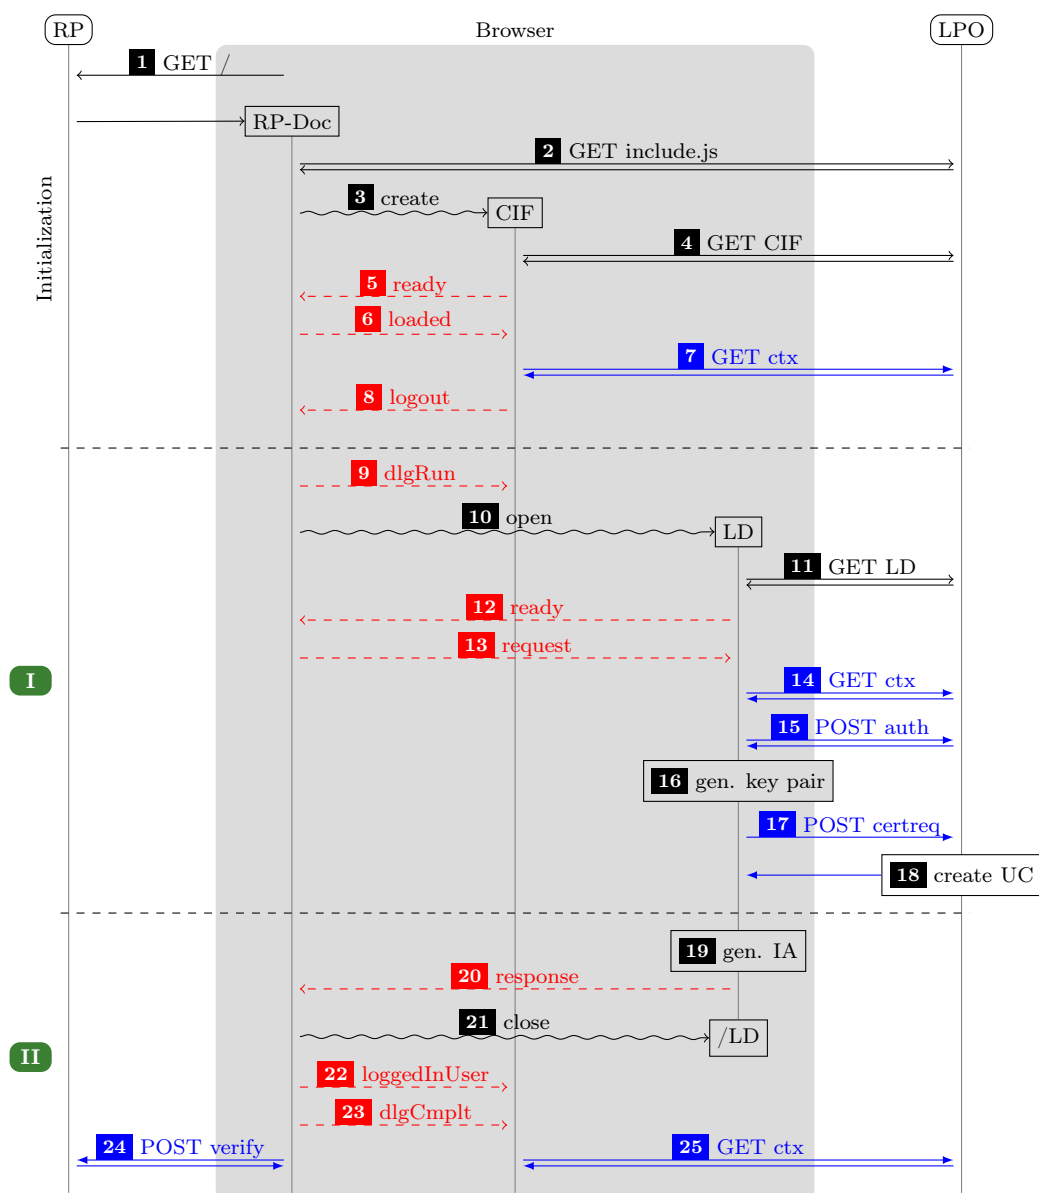 RP
Browser
LPO
1 GET /
RP-Doc
2 GET include.js
Initialization
3 create
CIF
4 GET CIF
5 ready
6 loaded
7 GET ctx
8 logout
9 dlgRun
10 open
LD
11 GET LD
12 ready
13 request
I
14 GET ctx
15 POST auth
16 gen. key pair
17 POST certreq
18 create UC
19 gen. IA
20 response
21 close
/LD
II
22 loggedInUser
23 dlgCmplt
24 POST verify
25 GET ctx